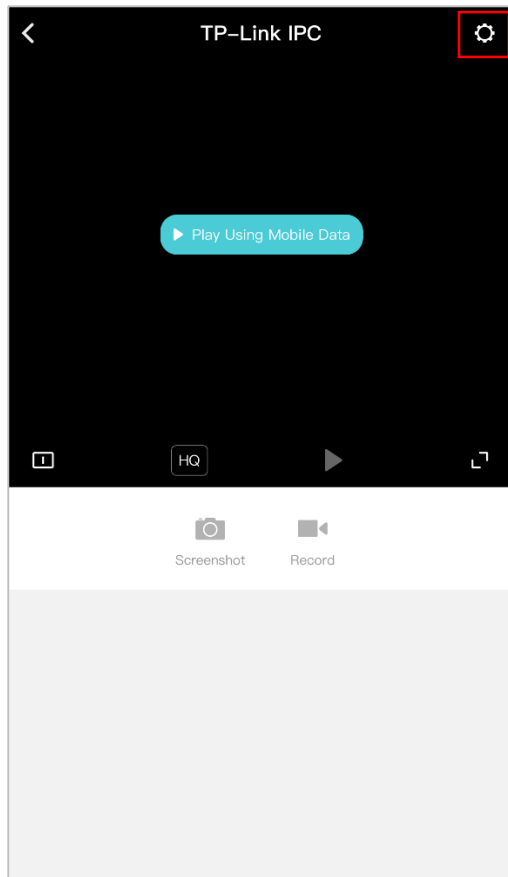 TP-Link IPC
Play Using Mobile Data
HQ
Screenshot
Record